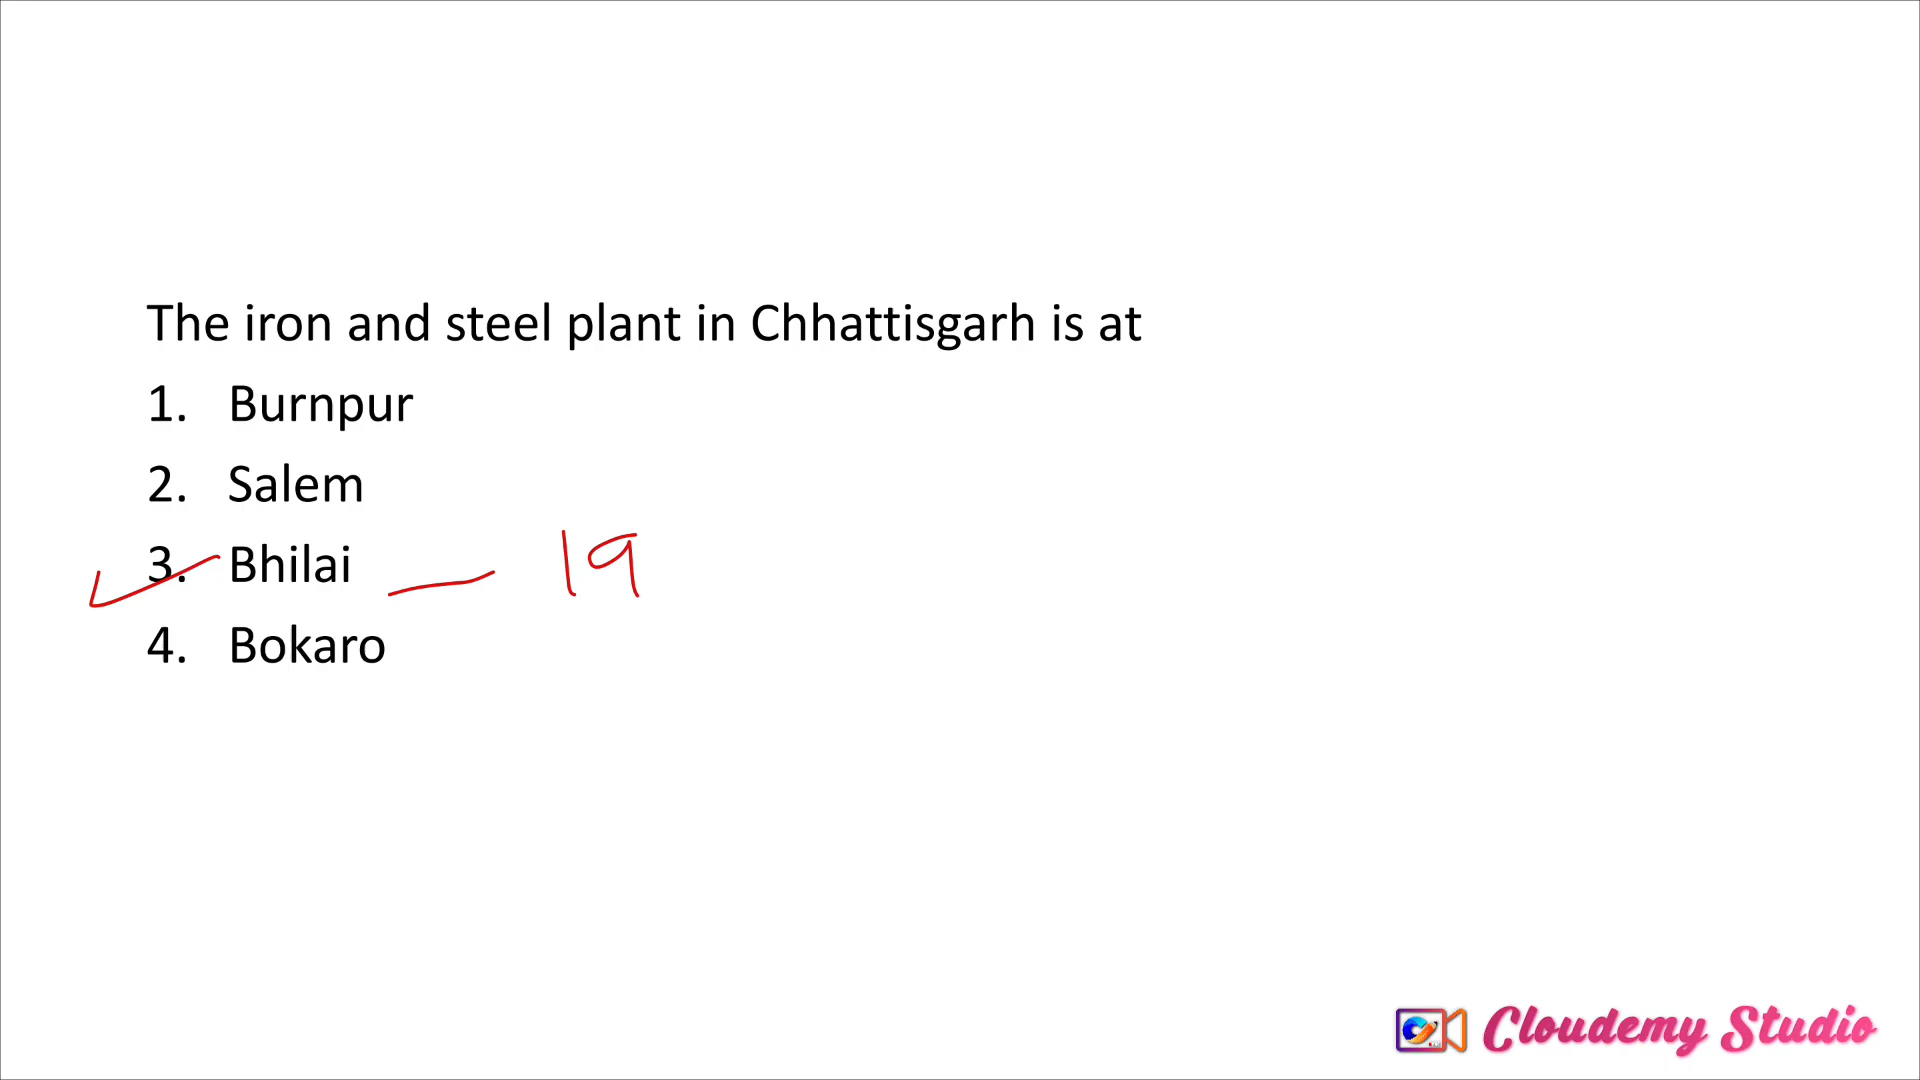 The iron and steel plant in Chhattisgarh is at
1. Burnpur
2. Salem
3. Bhilai — 19
4. Bokaro
Cloudemy Studio